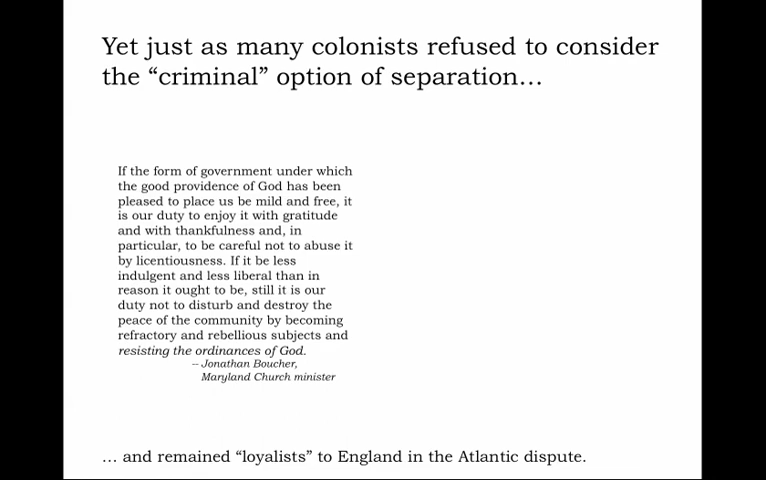 Yet just as many colonists refused to consider
the “criminal” option of separation…
If the form of government under which
the good providence of God has been
pleased to place us be mild and free, it
is our duty to enjoy it with gratitude
and with thankfulness and, in
particular, to be careful not to abuse it
by licentiousness. If it be less
indulgent and less liberal than in
reason it ought to be, still it is our
duty not to disturb and destroy the
peace of the community by becoming
refractory and rebellious subjects and
resisting the ordinances of God.
-- Jonathan Boucher,
Maryland Church minister
… and remained “loyalists” to England in the Atlantic dispute.